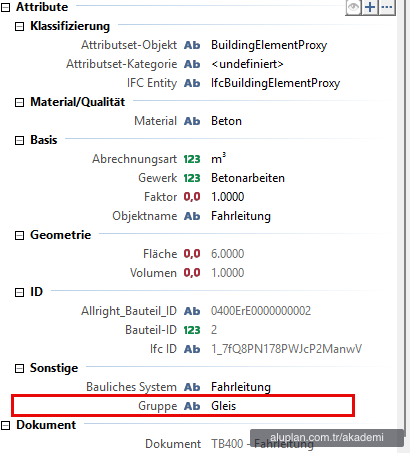 Attribute
Klassifizierung
Attributset-Objekt Ab BuildingElementProxy
Attributset-Kategorie Ab <undefiniert>
IFC Entity Ab IfcBuildingElementProxy
Material/Qualität
Material Ab Beton
Basis
Abrechnungsart 123 m³
Gewerk 123 Betonarbeiten
Faktor 0,0 1.0000
Objektname Ab Fahrleitung
Geometrie
Fläche 0,0 6.0000
Volumen 0,0 1.0000
ID
Allright_Bauteil_ID Ab 0400ErE0000000002
Bauteil-ID 123 2
Ifc ID Ab 1_7fQ8PN178PWJcP2ManwV
Sonstige
Bauliches System Ab Fahrleitung
Gruppe Ab Gleis
Dokument
Dokument TB400 - Fahrleitung
aluplan.com.tr/akademi